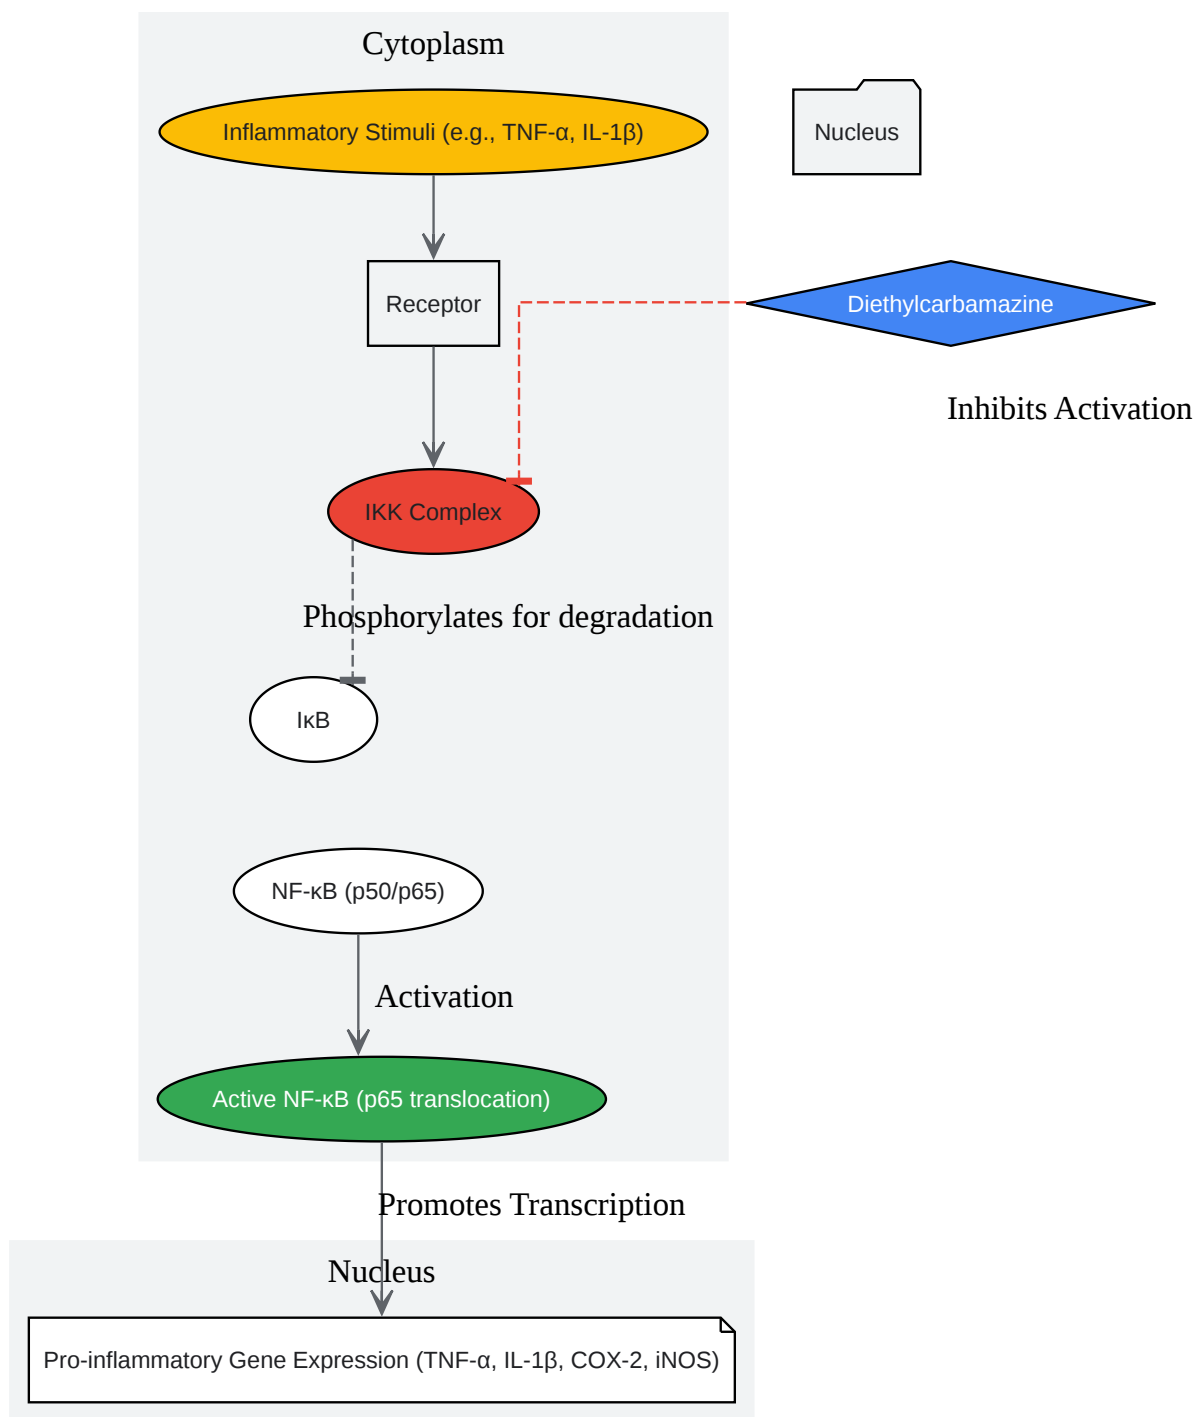 Cytoplasm
Inflammatory Stimuli (e.g., TNF-α, IL-1β)
Nucleus
Receptor
Diethylcarbamazine
Inhibits Activation
IKK Complex
Phosphorylates for degradation
IκB
NF-κB (p50/p65)
Activation
Active NF-κB (p65 translocation)
Promotes Transcription
Nucleus
Pro-inflammatory Gene Expression (TNF-α, IL-1β, COX-2, iNOS)